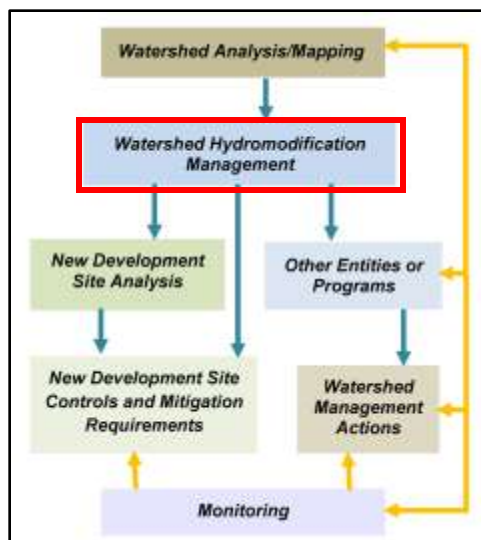 Watershed Analysis/Mapping
Watershed Hydromodification
Management
New Development
Site Analysis
Other Entities or
Programs
New Development Site
Controls and Mitigation
Requirements
Watershed
Management
Actions
Monitoring